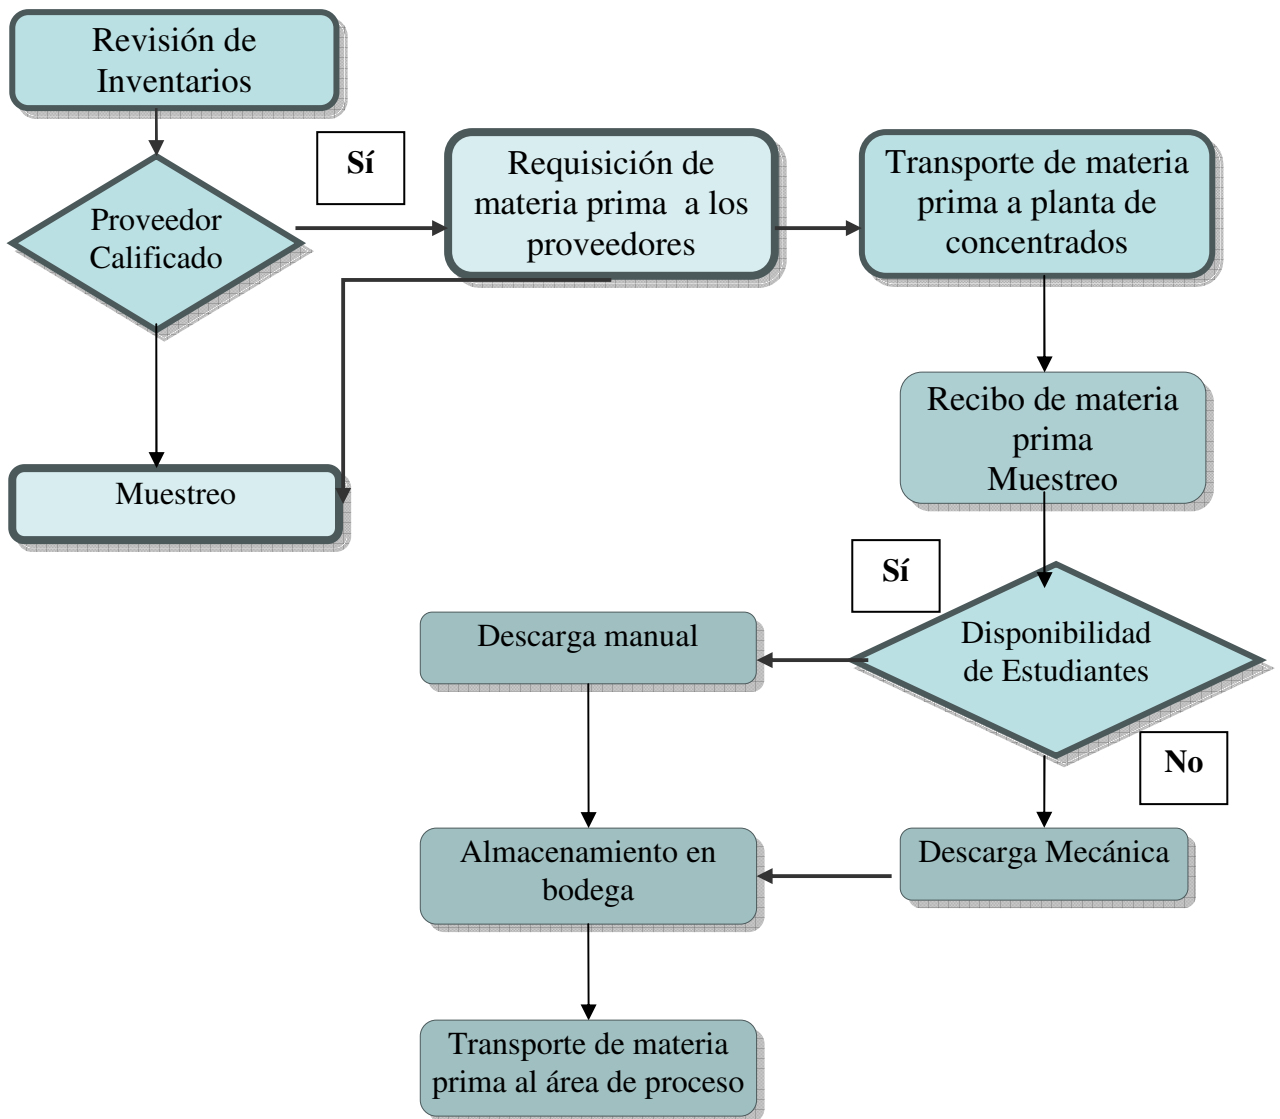 Revisión de
Inventarios
Sí
Proveedor
Calificado
Requisición de
materia prima a los
proveedores
Transporte de materia
prima a planta de
concentrados
Muestreo
Recibo de materia
prima
Muestreo
Sí
Disponibilidad
de Estudiantes
No
Descarga manual
Descarga Mecánica
Almacenamiento en
bodega
Transporte de materia
prima al área de proceso